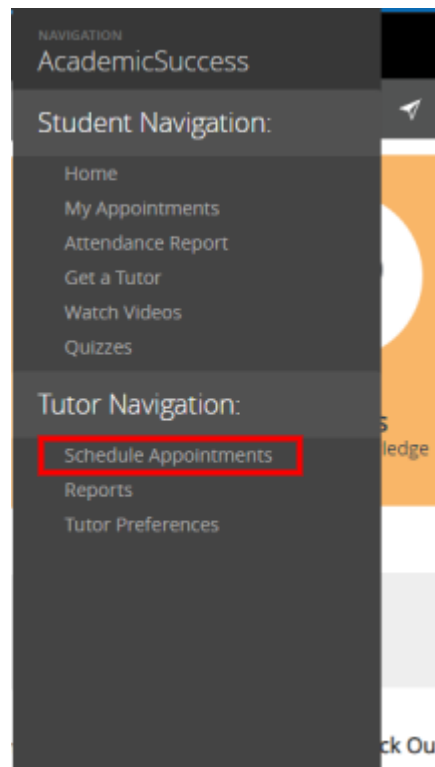 NAVIGATION
AcademicSuccess
Student Navigation:
Home
My Appointments
Attendance Report
Get a Tutor
Watch Videos
Quizzes
Tutor Navigation:
Schedule Appointments
Reports
Tutor Preferences
s
ledge
ck Ou